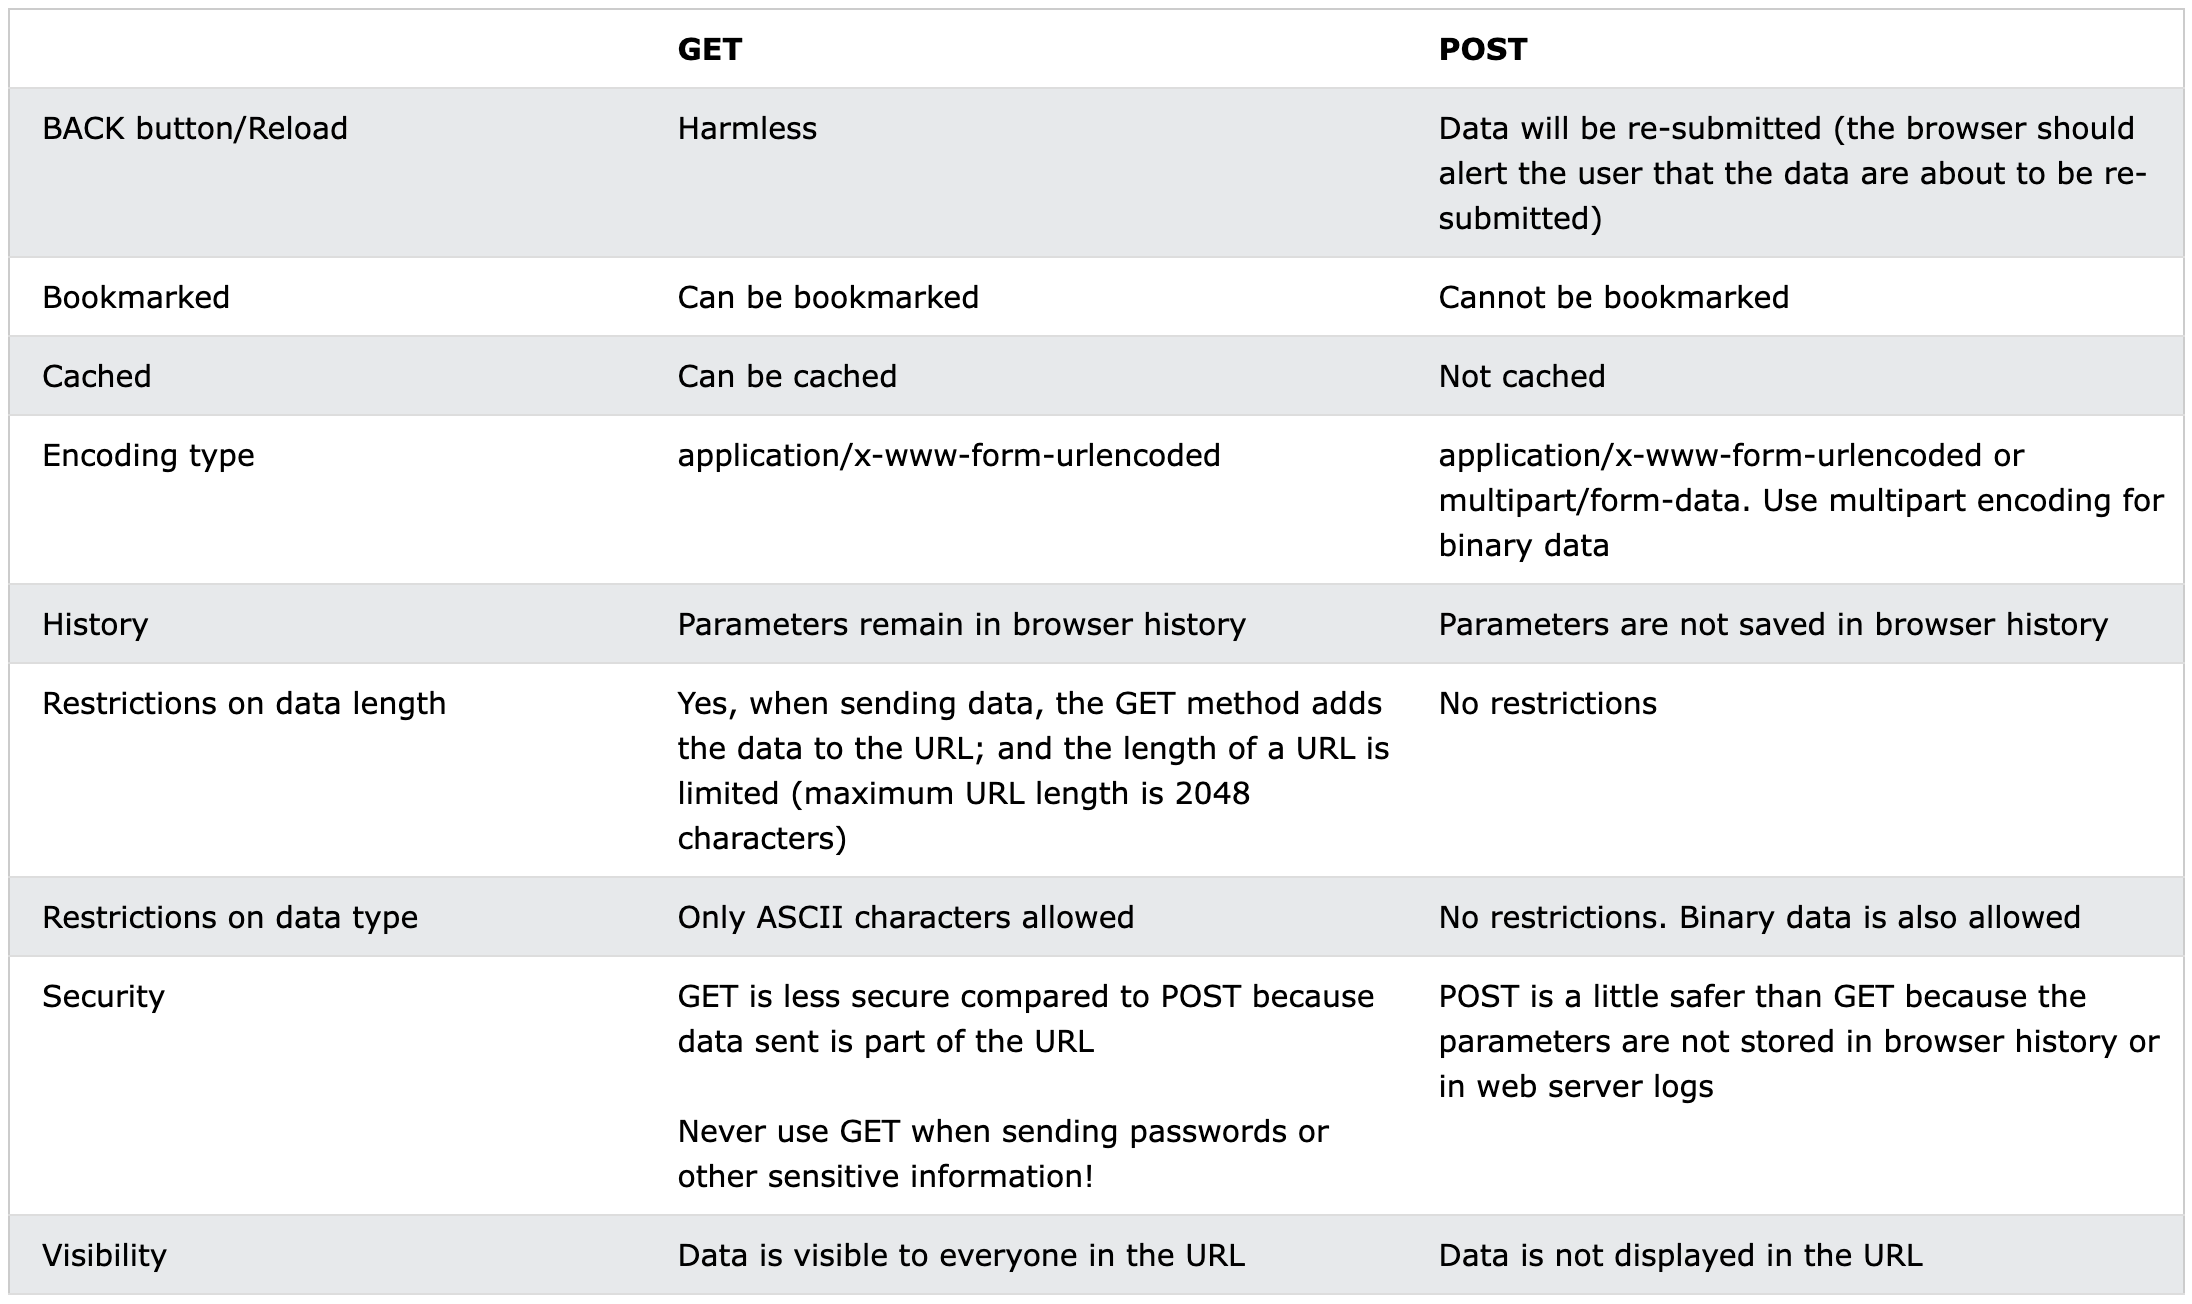 GET POST
BACK button/Reload Harmless Data will be re-submitted (the browser should
alert the user that the data are about to be re-
submitted)
Bookmarked Can be bookmarked Cannot be bookmarked
Cached Can be cached Not cached
Encoding type application/x-www-form-urlencoded application/x-www-form-urlencoded or
multipart/form-data. Use multipart encoding for
binary data
History Parameters remain in browser history Parameters are not saved in browser history
Restrictions on data length Yes, when sending data, the GET method adds No restrictions
the data to the URL; and the length of a URL is
limited (maximum URL length is 2048
characters)
Restrictions on data type Only ASCII characters allowed No restrictions. Binary data is also allowed
Security GET is less secure compared to POST because POST is a little safer than GET because the
data sent is part of the URL parameters are not stored in browser history or
in web server logs
Never use GET when sending passwords or
other sensitive information!
Visibility Data is visible to everyone in the URL Data is not displayed in the URL